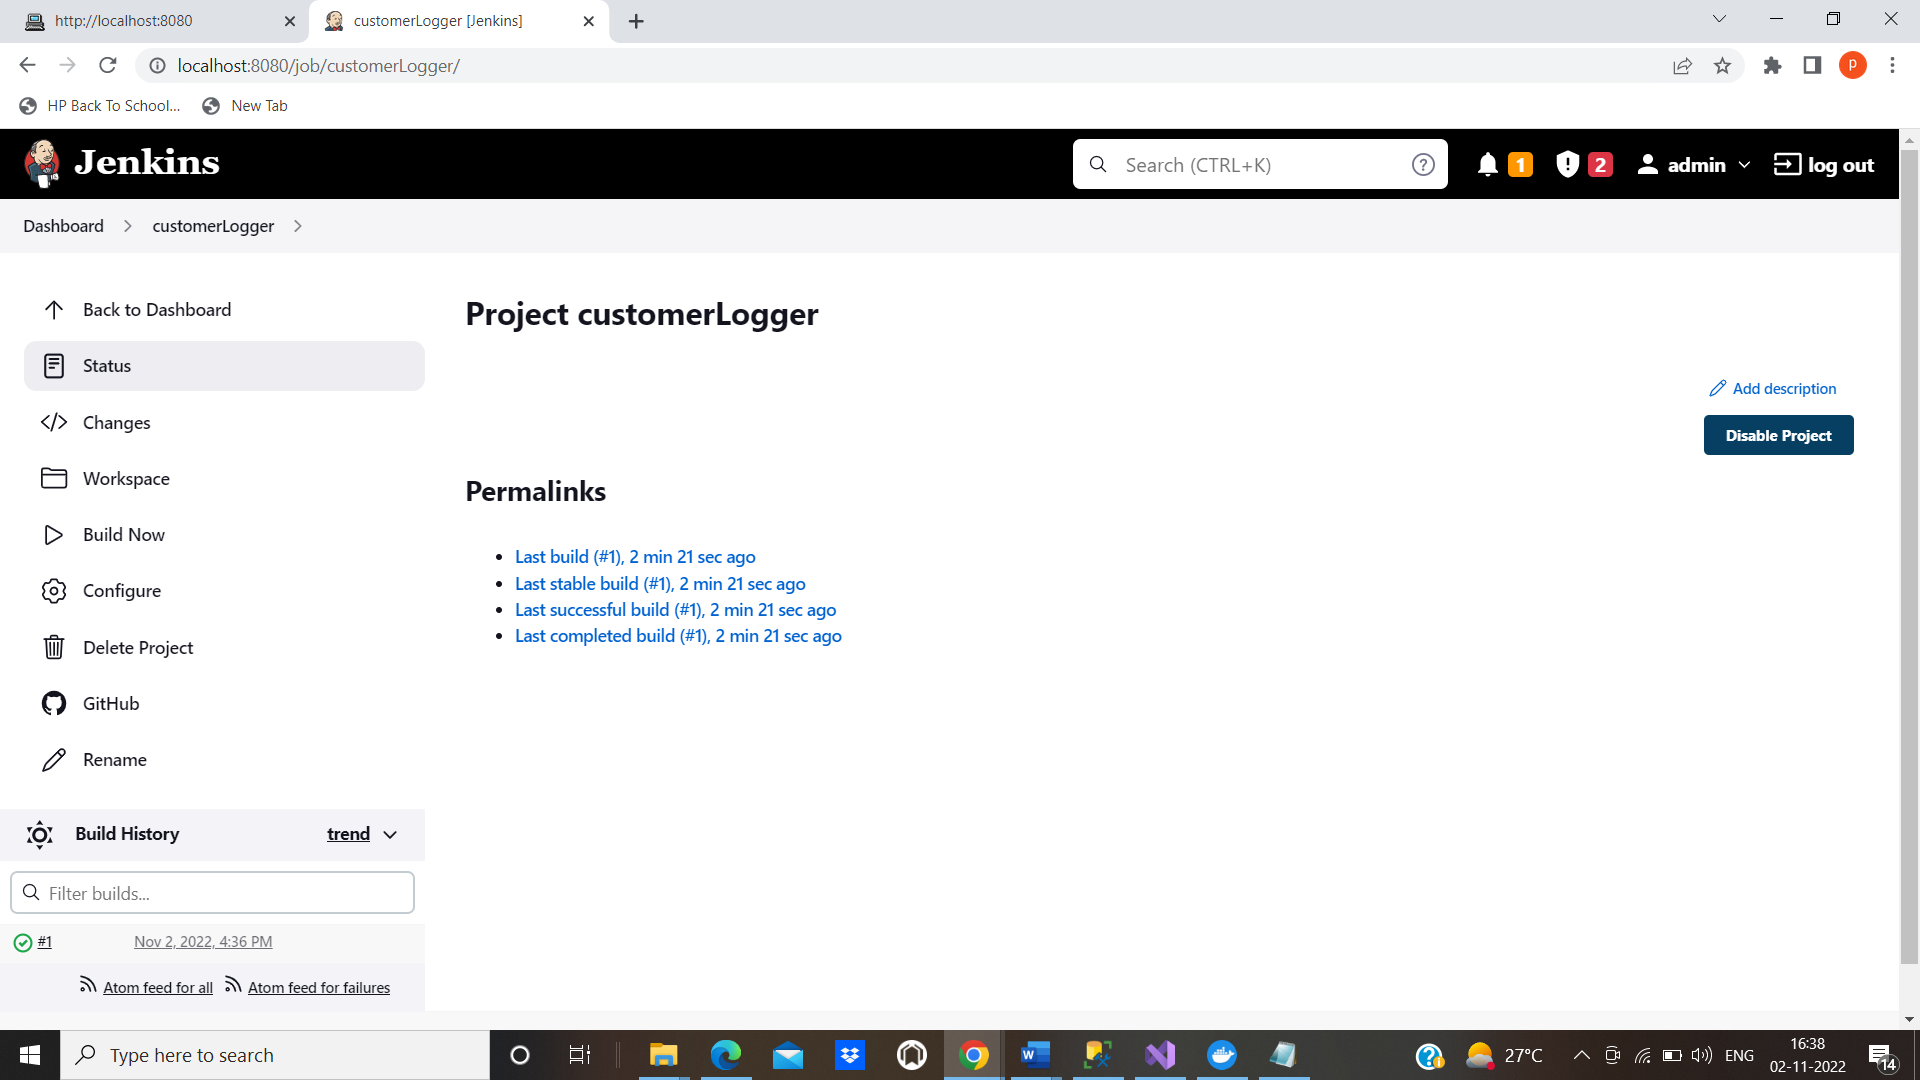 http://localhost:8080
customerLogger [Jenkins]
localhost:8080/job/customerLogger/
P
HP Back To School...
New Tab
Jenkins
Search (CTRL+K)
1
2
admin
log out
Dashboard
customerLogger
Back to Dashboard
Status
Changes
Workspace
Build Now
Configure
Delete Project
GitHub
Rename
Project customerLogger
Add description
Disable Project
Permalinks
Last build (#1), 2 min 21 sec ago
Last stable build (#1), 2 min 21 sec ago
Last successful build (#1), 2 min 21 sec ago
Last completed build (#1), 2 min 21 sec ago
Build History
trend
Filter builds...
#1
Nov 2, 2022, 4:36 PM
Atom feed for all
Atom feed for failures
Type here to search
27°C
ENG
16:38
02-11-2022
14